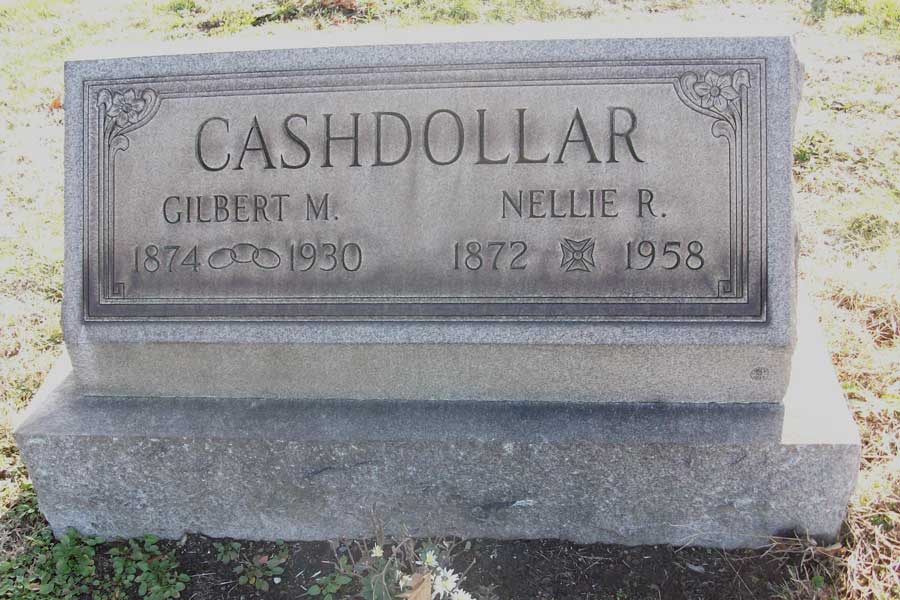 CASHDOLLAR
GILBERT M. NELLIE R.
1874 1930 1872 1958